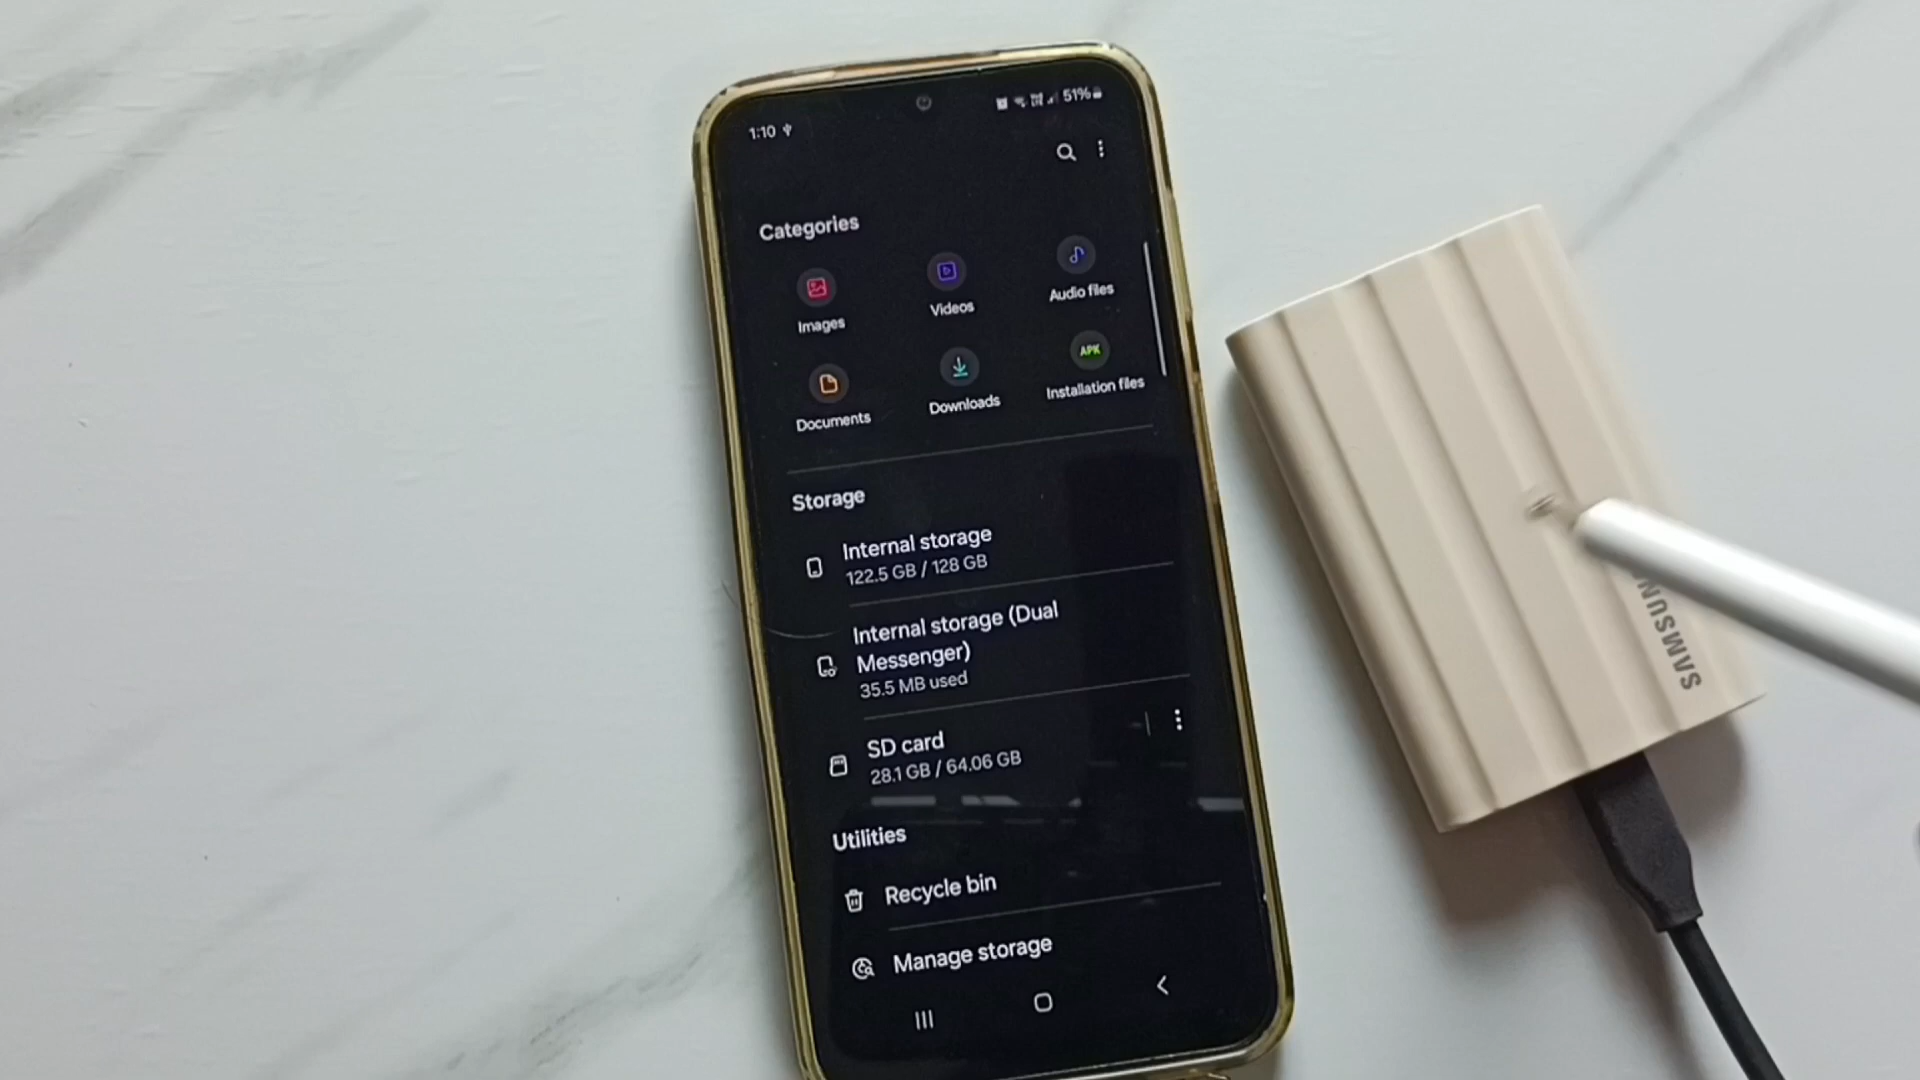 1:10
51%
Categories
Images
Videos
Audio files
Documents
Downloads
APK
Installation files
Storage
Internal storage
122.5 GB / 128 GB
Internal storage (Dual
Messenger)
35.5 MB used
SD card
28.1 GB / 64.06 GB
Utilities
Recycle bin
Manage storage
SAMSUNG